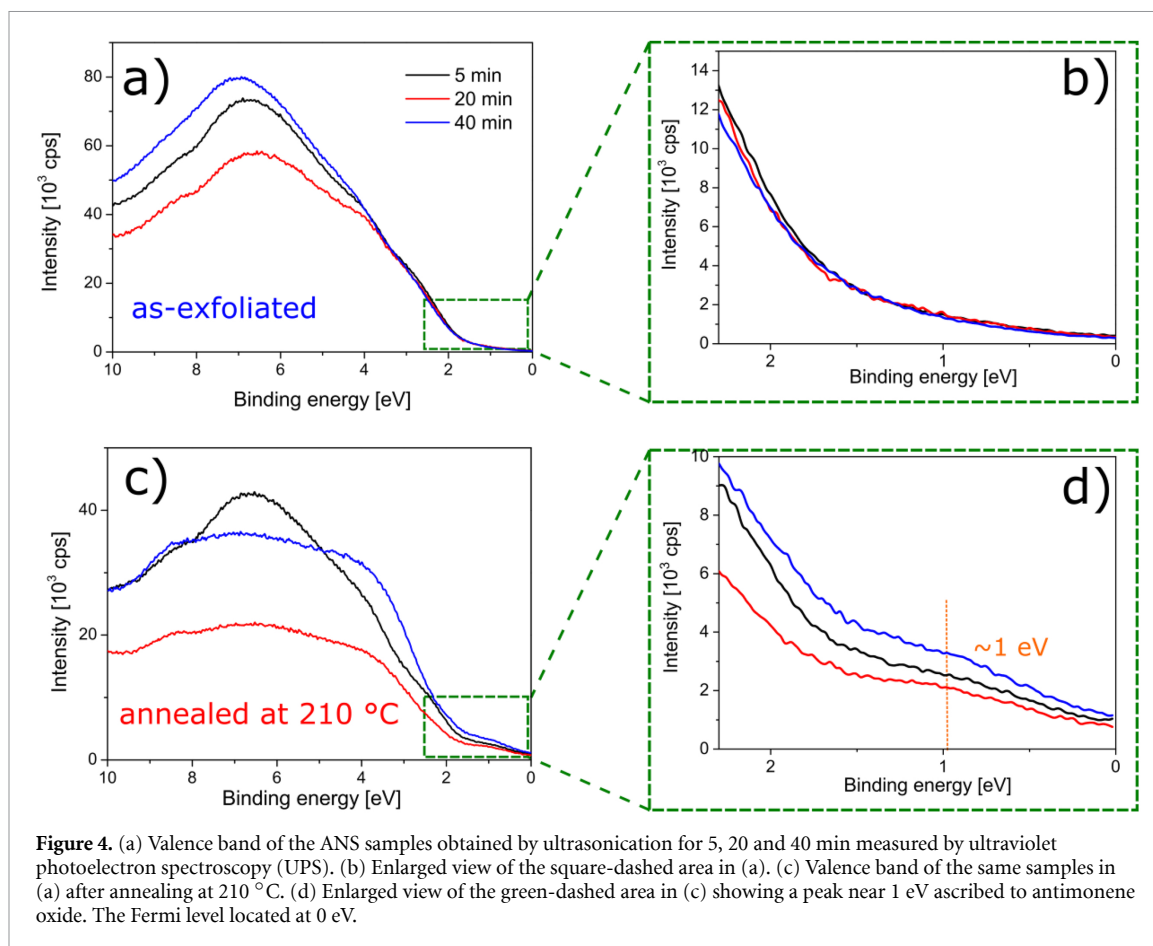 a)
5 min
20 min
40 min
80
60
40
20
0
Intensity [10³ cps]
as-exfoliated
10
8
6
4
2
0
Binding energy [eV]
b)
14
12
10
8
6
4
2
0
Intensity [10³ cps]
2
1
0
Binding energy [eV]
c)
40
20
0
Intensity [10³ cps]
annealed at 210 °C
10
8
6
4
2
0
Binding energy [eV]
d)
10
8
6
4
2
0
Intensity [10³ cps]
~1 eV
2
1
0
Binding energy [eV]
Figure 4. (a) Valence band of the ANS samples obtained by ultrasonication for 5, 20 and 40 min measured by ultraviolet
photoelectron spectroscopy (UPS). (b) Enlarged view of the square-dashed area in (a). (c) Valence band of the same samples in
(a) after annealing at 210 °C. (d) Enlarged view of the green-dashed area in (c) showing a peak near 1 eV ascribed to antimonene
oxide. The Fermi level located at 0 eV.